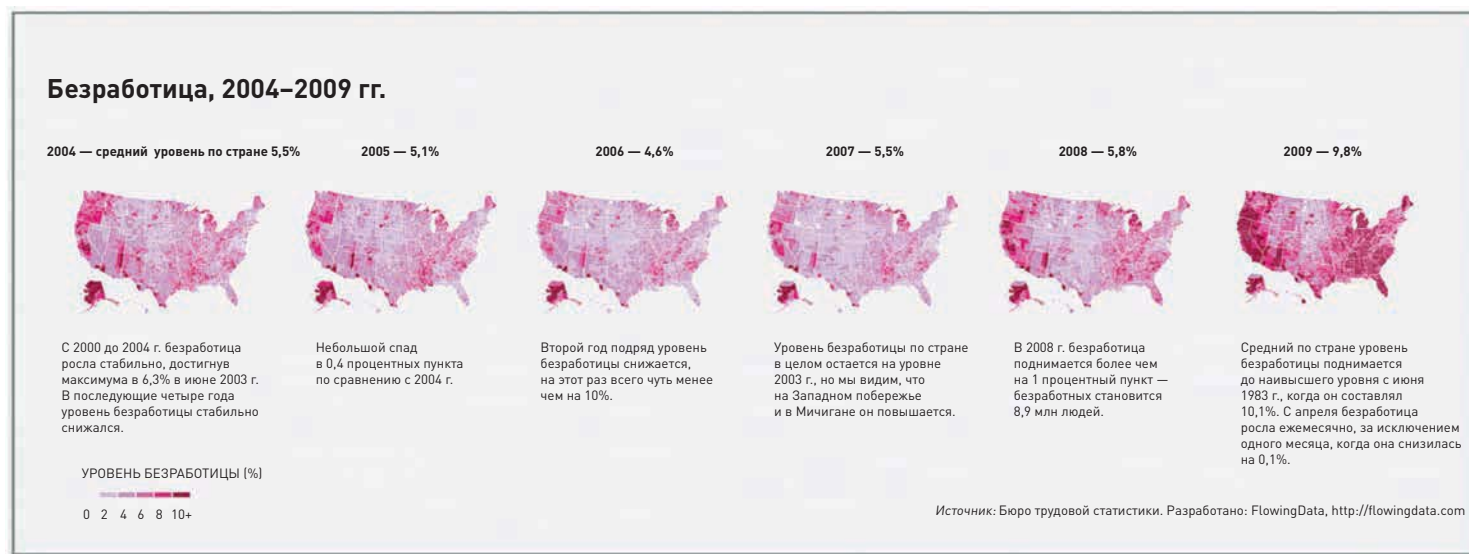 Безработица, 2004–2009 гг.
2004 — средний уровень по стране 5,5%
2005 — 5,1%
2006 — 4,6%
2007 — 5,5%
2008 — 5,8%
2009 — 9,8%
С 2000 до 2004 г. безработица
росла стабильно, достигнув
максимума в 6,3% в июне 2003 г.
В последующие четыре года
уровень безработицы стабильно
снижался.
Небольшой спад
в 0,4 процентных пункта
по сравнению с 2004 г.
Второй год подряд уровень
безработицы снижается,
на этот раз всего чуть менее
чем на 10%.
Уровень безработицы по стране
в целом остается на уровне
2003 г., но мы видим, что
на Западном побережье
и в Мичигане он повышается.
В 2008 г. безработица
поднимается более чем
на 1 процентный пункт —
безработных становится
8,9 млн людей.
Средний по стране уровень
безработицы поднимается
до наивысшего уровня с июня
1983 г., когда он составлял
10,1%. С апреля безработица
росла ежемесячно, за исключением
одного месяца, когда она снизилась
на 0,1%.
УРОВЕНЬ БЕЗРАБОТИЦЫ (%)
0 2 4 6 8 10+
Источник: Бюро трудовой статистики. Разработано: FlowingData, http://flowingdata.com